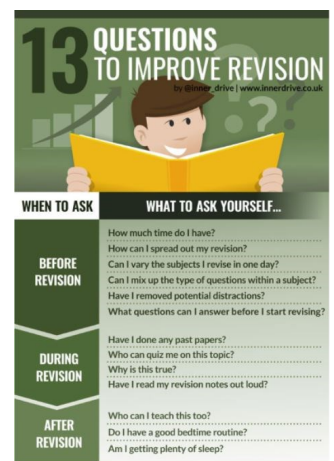 13 QUESTIONS
TO IMPROVE REVISION
by @inner_drive | www.innerdrive.co.uk
WHEN TO ASK
WHAT TO ASK YOURSELF...
BEFORE
REVISION
How much time do I have?
How can I spread out my revision?
Can I vary the subjects I revise in one day?
Can I mix up the type of questions within a subject?
Have I removed potential distractions?
What questions can I answer before I start revising?
DURING
REVISION
Have I done any past papers?
Who can quiz me on this topic?
Why is this true?
Have I read my revision notes out loud?
AFTER
REVISION
Who can I teach this too?
Do I have a good bedtime routine?
Am I getting plenty of sleep?